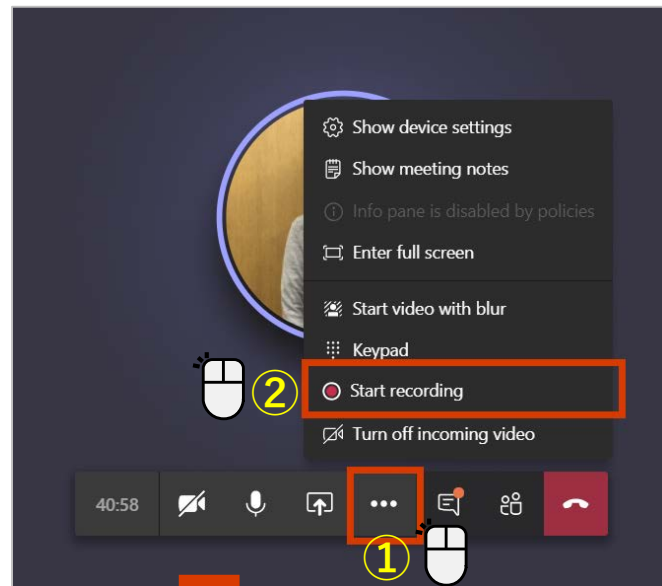 Show device settings
Show meeting notes
Info pane is disabled by policies
Enter full screen
Start video with blur
Keypad
② Start recording
Turn off incoming video
40:58
①